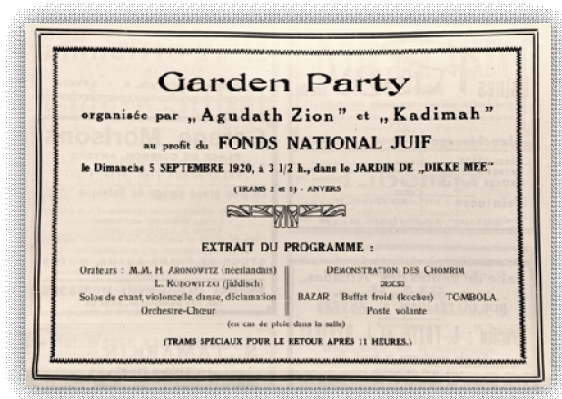 Garden Party
organisée par „Agudath Zion” et „Kadimah”
au profit du FONDS NATIONAL JUIF
le Dimanche 5 SEPTEMBRE 1920, à 3 1/2 h., dans le JARDIN DE „DIKKE MEE”
(TRAMS 2 et 5) - ANVERS
EXTRAIT DU PROGRAMME :
Orateurs : M.M. H. ARONOWITZ (néerlandais)
L. KUBOWITZKI (jiddisch)
Solos de chant, violoncelle, danse, déclamation
Orchestre-Chœur
DÉMONSTRATION DES CHOMRIM
BAZAR Buffet froid (kocher) TOMBOLA
Poste volante
(en cas de pluie dans la salle)
(TRAMS SPÉCIAUX POUR LE RETOUR APRÈS 11 HEURES.)